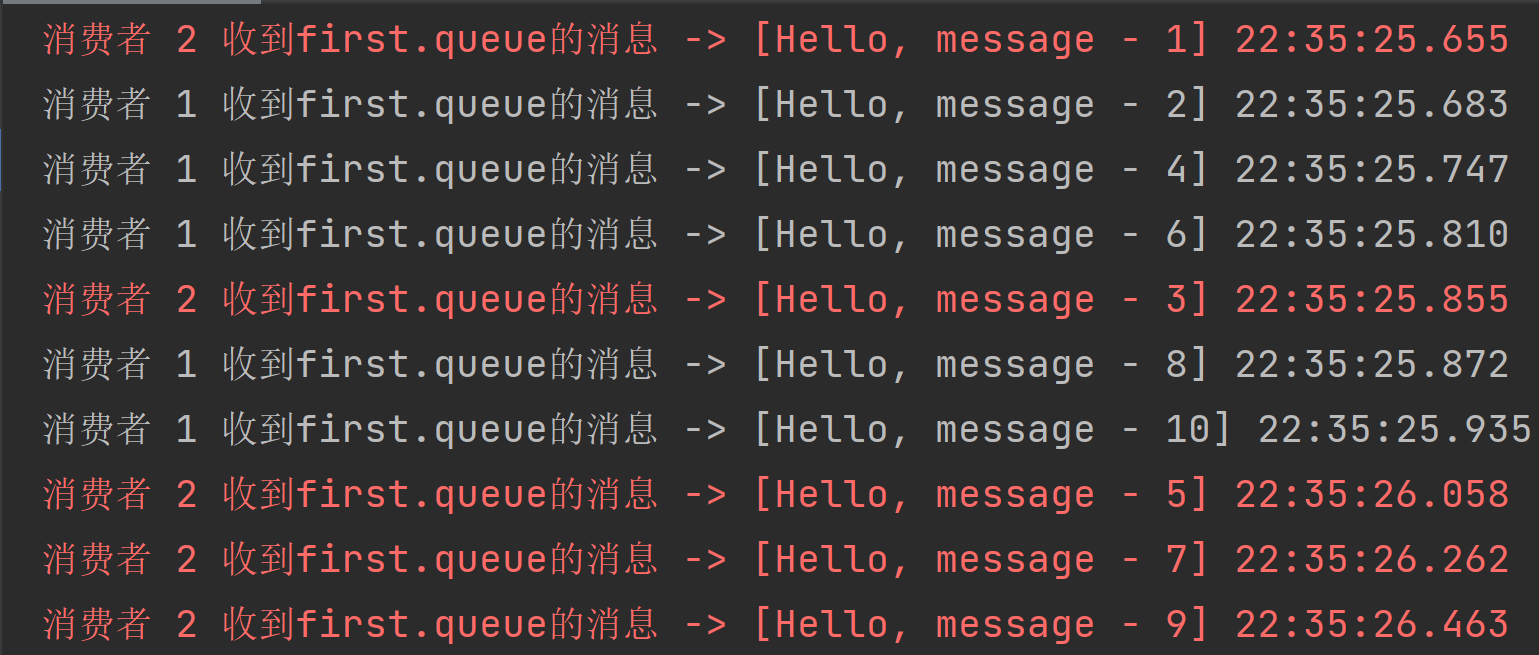 消费者 2 收到first.queue的消息 -> [Hello, message - 1] 22:35:25.655
消费者 1 收到first.queue的消息 -> [Hello, message - 2] 22:35:25.683
消费者 1 收到first.queue的消息 -> [Hello, message - 4] 22:35:25.747
消费者 1 收到first.queue的消息 -> [Hello, message - 6] 22:35:25.810
消费者 2 收到first.queue的消息 -> [Hello, message - 3] 22:35:25.855
消费者 1 收到first.queue的消息 -> [Hello, message - 8] 22:35:25.872
消费者 1 收到first.queue的消息 -> [Hello, message - 10] 22:35:25.935
消费者 2 收到first.queue的消息 -> [Hello, message - 5] 22:35:26.058
消费者 2 收到first.queue的消息 -> [Hello, message - 7] 22:35:26.262
消费者 2 收到first.queue的消息 -> [Hello, message - 9] 22:35:26.463